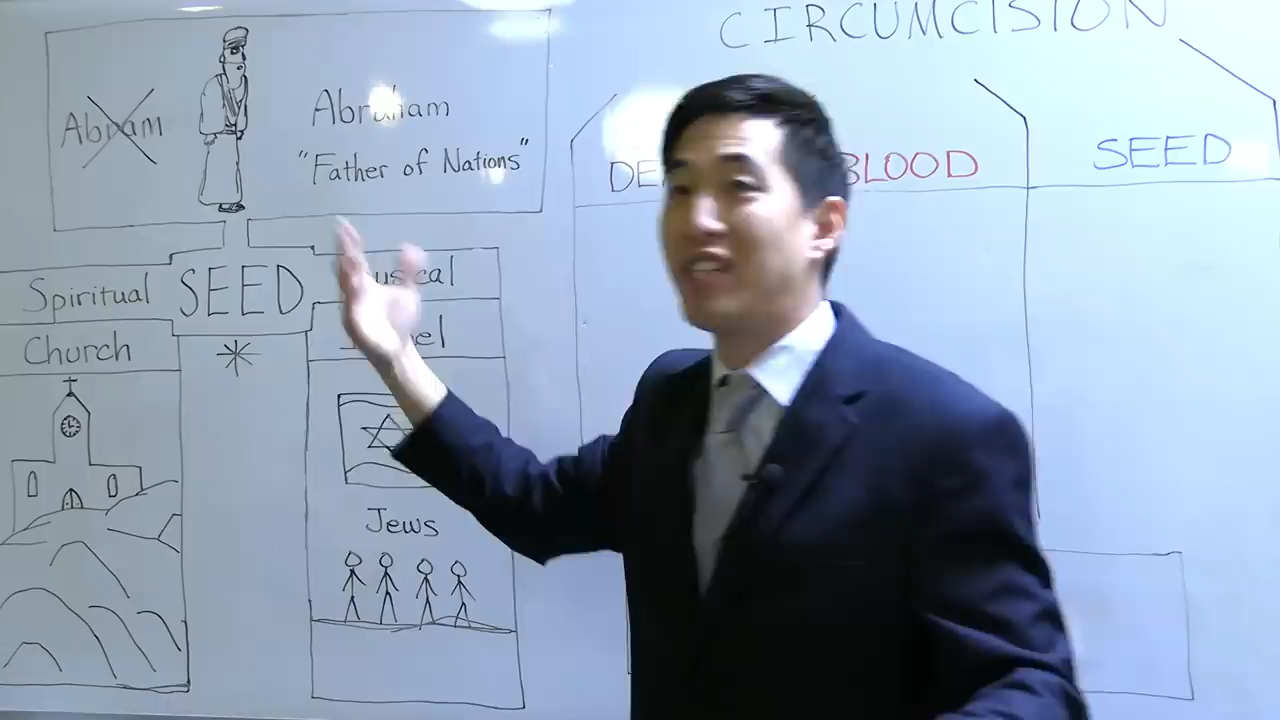 CIRCUMCISION
Abram
Abraham
"Father of Nations"
BLOOD
SEED
Spiritual
SEED
Church
Jews